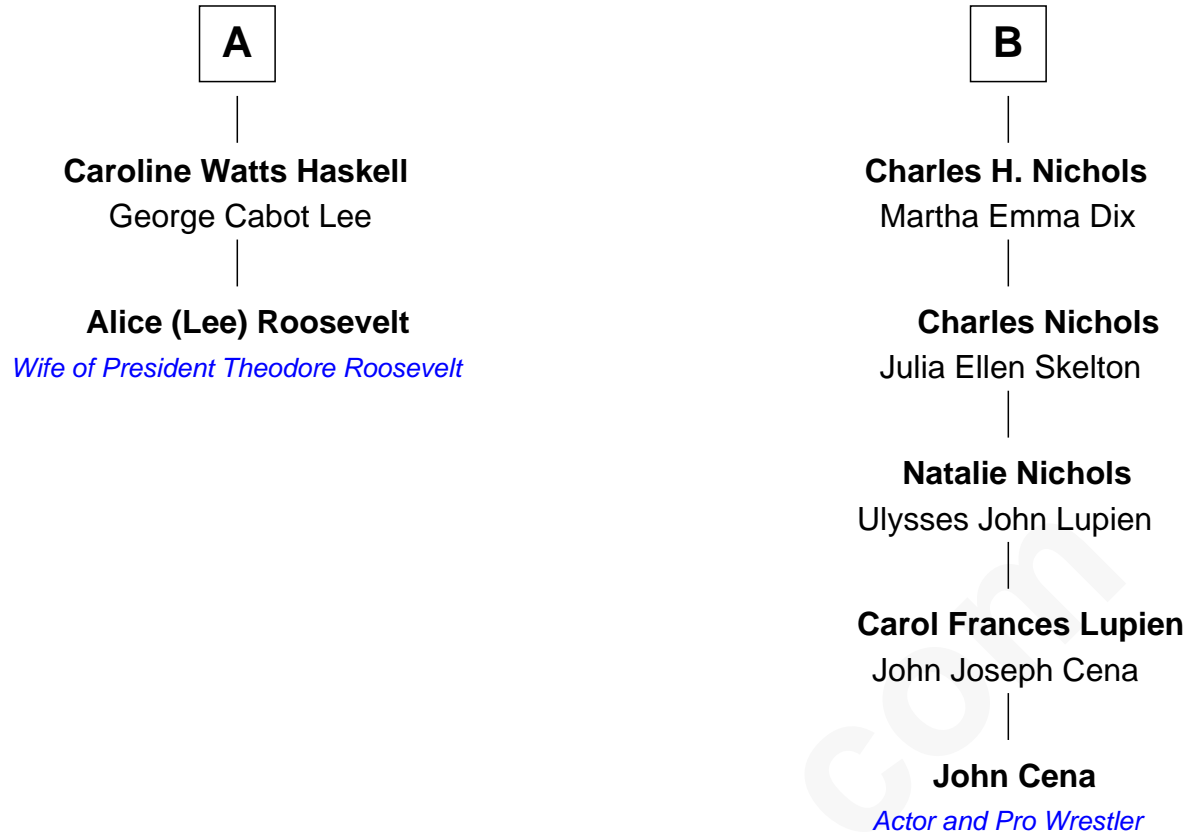 A
Caroline Watts Haskell
George Cabot Lee
Alice (Lee) Roosevelt
Wife of President Theodore Roosevelt
B
Charles H. Nichols
Martha Emma Dix
Charles Nichols
Julia Ellen Skelton
Natalie Nichols
Ulysses John Lupien
Carol Frances Lupien
John Joseph Cena
John Cena
Actor and Pro Wrestler
com